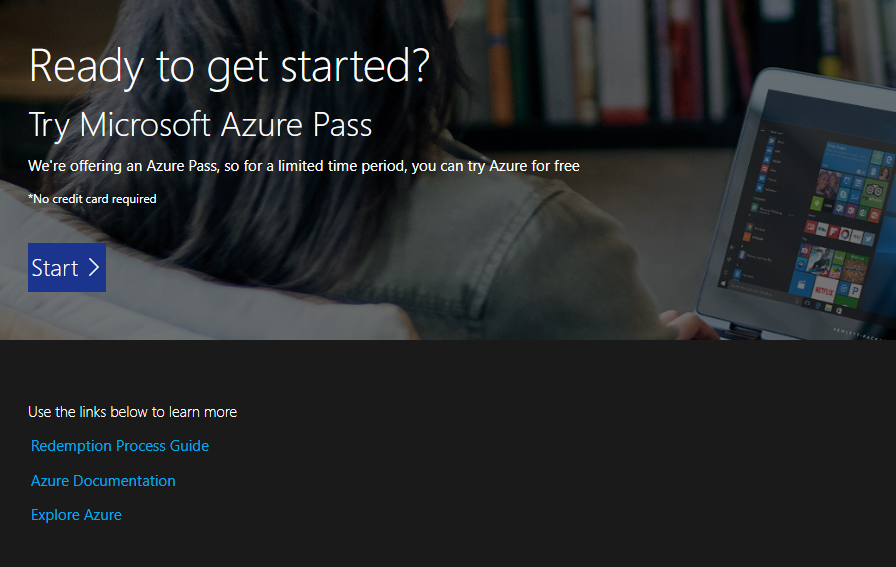 Ready to get started?
Try Microsoft Azure Pass
We're offering an Azure Pass, so for a limited time period, you can try Azure for free
*No credit card required
Start
Use the links below to learn more
Redemption Process Guide
Azure Documentation
Explore Azure
NETFLIX